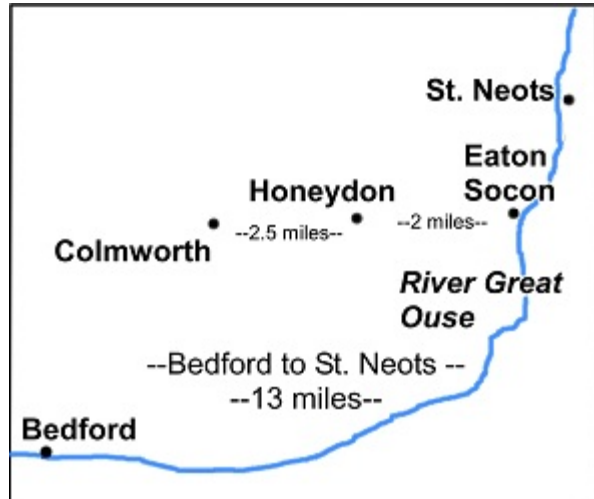 St. Neots
Eaton
Socon
Honeydon
--2 miles--
--2.5 miles--
Colmworth
River Great
Ouse
--Bedford to St. Neots --
--13 miles--
Bedford